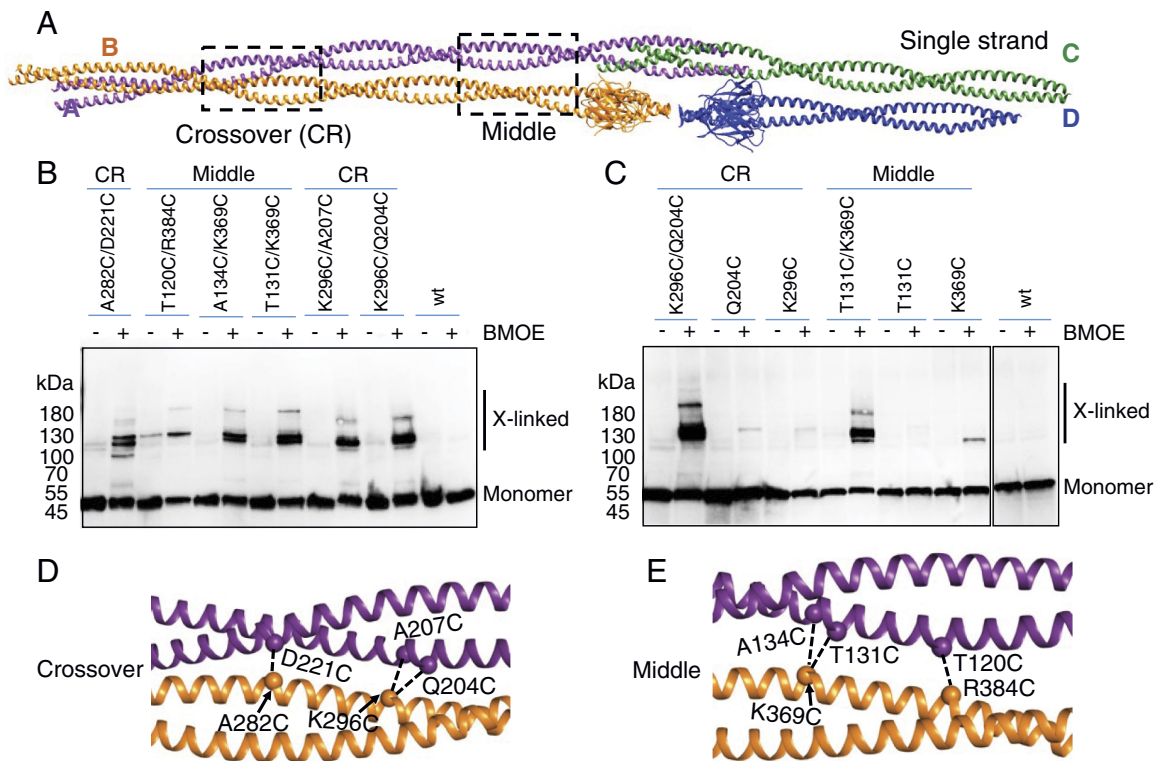 A
B
A
Single strand
C
D
Crossover (CR)
Middle
B
CR
Middle
CR
A282C/D221C
T120C/R384C
A134C/K369C
T131C/K369C
K296C/A207C
K296C/Q204C
wt
- + - + - + - + - + - + - + BMOE
kDa
180
130
100
70
55
45
X-linked
Monomer
C
CR
Middle
K296C/Q204C
Q204C
K296C
T131C/K369C
T131C
K369C
wt
- + - + - + - + - + - + - + BMOE
kDa
180
130
100
70
55
45
X-linked
Monomer
D
Crossover
A207C
D221C
Q204C
A282C
K296C
E
Middle
A134C
T131C
T120C
R384C
K369C